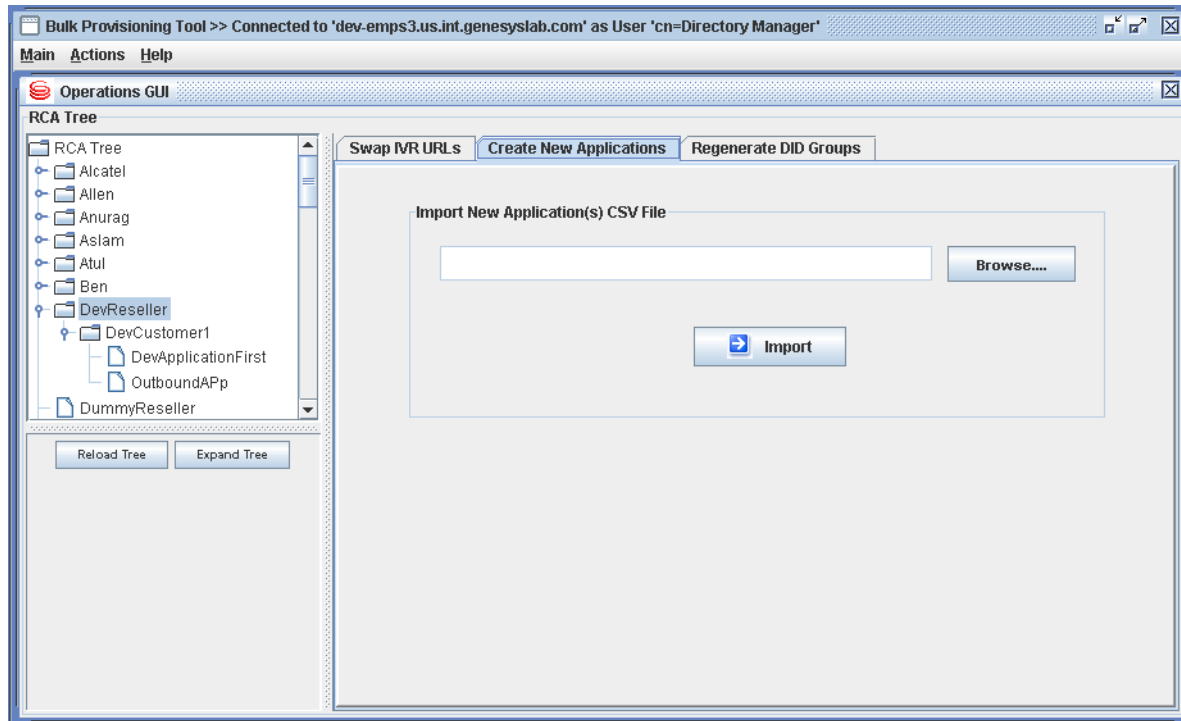 Bulk Provisioning Tool >> Connected to 'dev-emps3.us.int.genesyslab.com' as User 'cn=Directory Manager'
Main Actions Help
Operations GUI
RCA Tree
RCA Tree
Alcatel
Allen
Anurag
Aslam
Atul
Ben
DevReseller
DevCustomer1
DevApplicationFirst
OutboundAPp
DummyReseller
Reload Tree Expand Tree
Swap IVR URLs Create New Applications Regenerate DID Groups
Import New Application(s) CSV File
Browse....
Import